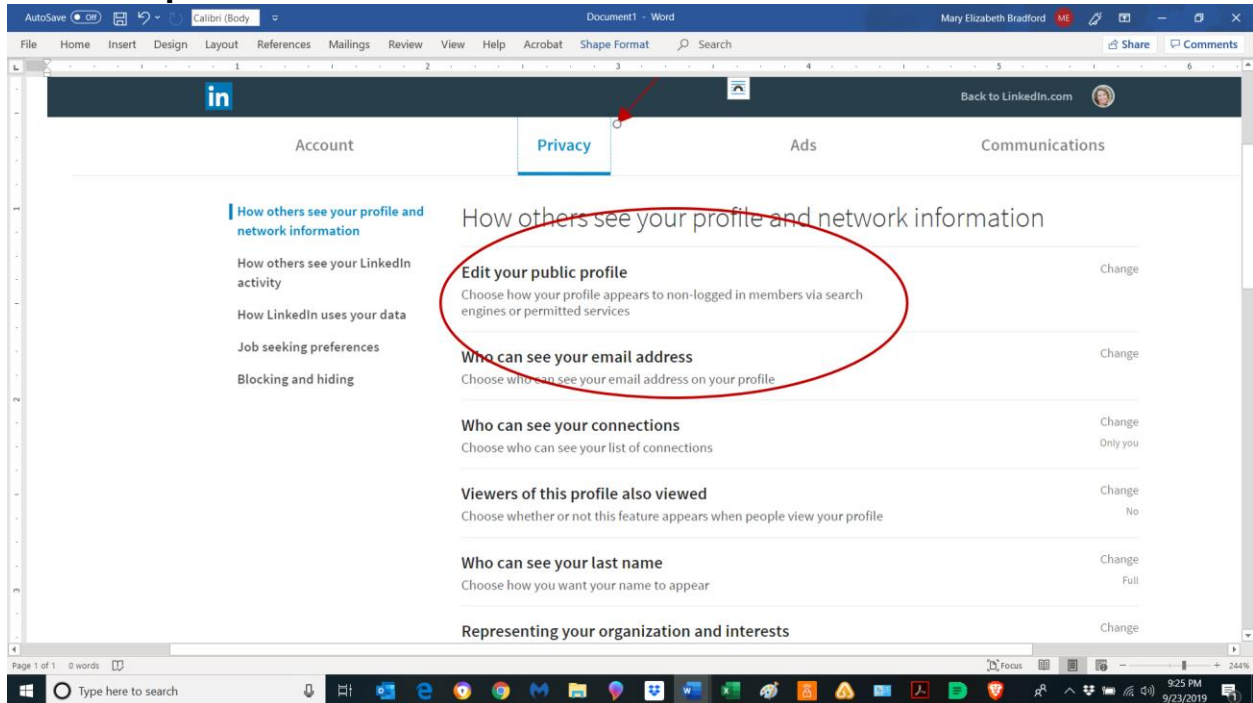 AutoSave Off Calibri (Body Document1 - Word Mary Elizabeth Bradford ME
File Home Insert Design Layout References Mailings Review View Help Acrobat Shape Format Search Share Comments
1 2 3 4 5 6
in Back to LinkedIn.com
Account Privacy Ads Communications
How others see your profile and
network information
How others see your LinkedIn
activity
How LinkedIn uses your data
Job seeking preferences
Blocking and hiding
How others see your profile and network information
Edit your public profile Change
Choose how your profile appears to non-logged in members via search
engines or permitted services
Who can see your email address Change
Choose who can see your email address on your profile
Who can see your connections Change
Choose who can see your list of connections Only you
Viewers of this profile also viewed Change
Choose whether or not this feature appears when people view your profile No
Who can see your last name Change
Choose how you want your name to appear Full
Representing your organization and interests Change
1
2
3
Page 1 of 1 0 words Focus 244%
Type here to search 9:25 PM
9/23/2019